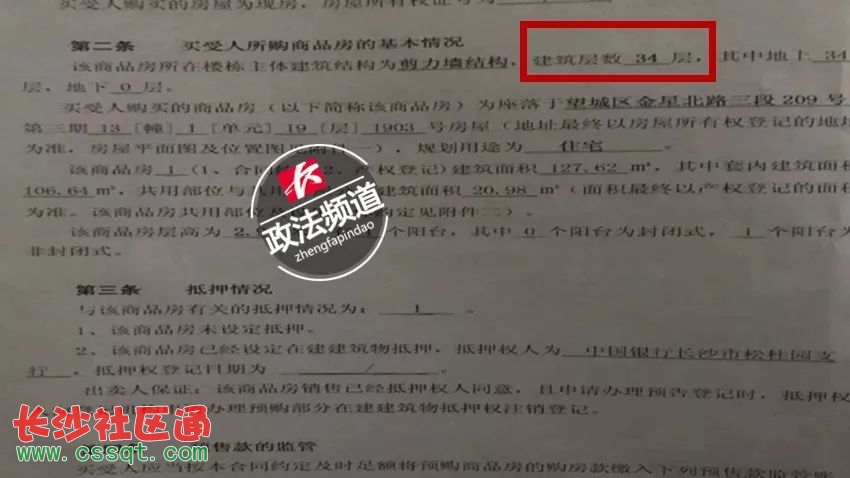 买受人购买的房屋为现房，房屋所有权证号为
第二条　买受人所购商品房的基本情况
该商品房所在楼栋主体建筑结构为剪力墙结构，建筑层数 34 层，其中地上 34
层，地下 0 层。
买受人购买的商品房（以下简称该商品房）为座落于望城区金星北路三段 209 号
第三期 13 [幢] 1 [单元] 19 [层] 1903 号房屋（地址最终以房屋所有权登记的地址
为准，房屋平面图及位置图见附件一），规划用途为 住宅 。
该商品房 1 （1、合同 2、产权登记）建筑面积 127.62 m²，其中套内建筑面积
106.64 m²，共用部位与共用 建筑面积 20.98 m²（面积最终以产权登记的面积
为准。该商品房共用部位及 约定见附件二）。
该商品房层高为 2. 个阳台，其中 0 个阳台为封闭式， 1 个阳台为
非封闭式。
政法频道
zhengfapindao
第三条　抵押情况
与该商品房有关的抵押情况为： 1 。
1、该商品房未设定抵押。
2、该商品房已经设定在建建筑物抵押，抵押权人为 中国银行长沙市松桂园支
行 ，抵押权登记日期为 / 。
出卖人保证：该商品房销售已经抵押权人同意，且申请办理预告登记时，抵押权
办理预购部分在建建筑物抵押权注销登记。
售款的监管
买受人应当按本合同约定及时足额将预购商品房的购房款缴入下列预售款监管账
长沙社区通
www.cssqt.com